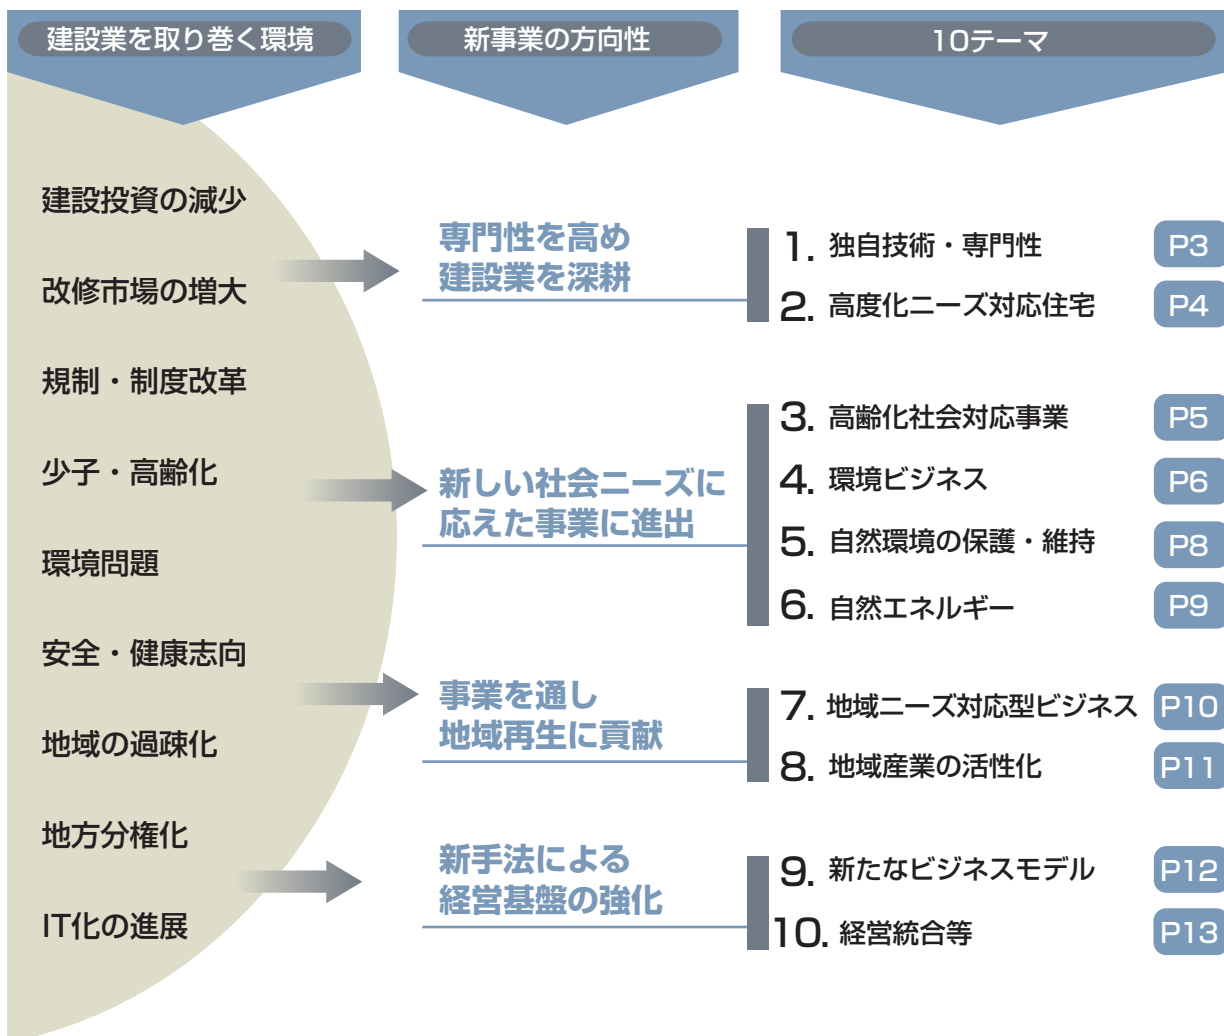 建設業を取り巻く環境
新事業の方向性
10テーマ
建設投資の減少
改修市場の増大
規制・制度改革
少子・高齢化
環境問題
安全・健康志向
地域の過疎化
地方分権化
IT化の進展
専門性を高め
建設業を深耕
1. 独自技術・専門性 P3
2. 高度化ニーズ対応住宅 P4
新しい社会ニーズに
応えた事業に進出
3. 高齢化社会対応事業 P5
4. 環境ビジネス P6
5. 自然環境の保護・維持 P8
6. 自然エネルギー P9
事業を通し
地域再生に貢献
7. 地域ニーズ対応型ビジネス P10
8. 地域産業の活性化 P11
新手法による
経営基盤の強化
9. 新たなビジネスモデル P12
10. 経営統合等 P13